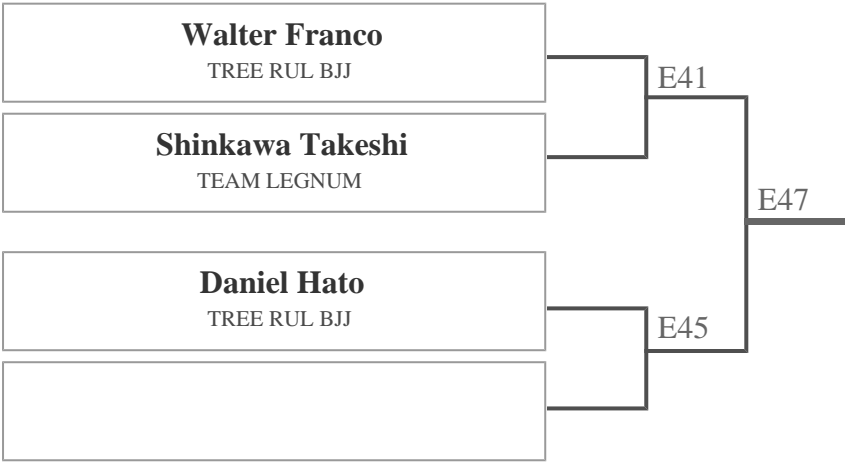 Walter Franco
TREE RUL BJJ
E41
Shinkawa Takeshi
TEAM LEGNUM
E47
Daniel Hato
TREE RUL BJJ
E45